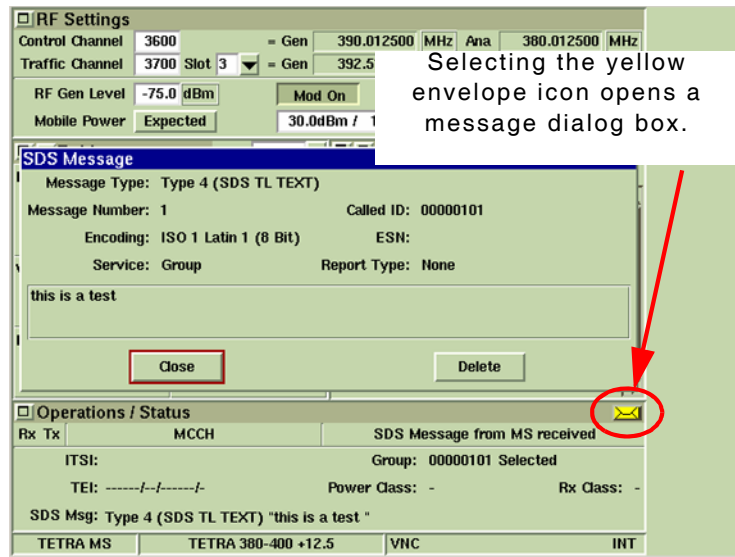 RF Settings
Control Channel 3600 = Gen 390.012500 MHz Ana 380.012500 MHz
Traffic Channel 3700 Slot 3 = Gen 392.5
RF Gen Level -75.0 dBm Mod On
Mobile Power Expected 30.0dBm / 1
Selecting the yellow
envelope icon opens a
message dialog box.
SDS Message
Message Type: Type 4 (SDS TL TEXT)
Message Number: 1 Called ID: 00000101
Encoding: ISO 1 Latin 1 (8 Bit) ESN:
Service: Group Report Type: None
this is a test
Close Delete
Operations / Status
Rx Tx MCCH SDS Message from MS received
ITSI: Group: 00000101 Selected
TEI: ------/--/------/- Power Class: - Rx Class: -
SDS Msg: Type 4 (SDS TL TEXT) "this is a test "
TETRA MS TETRA 380-400 +12.5 VNC INT